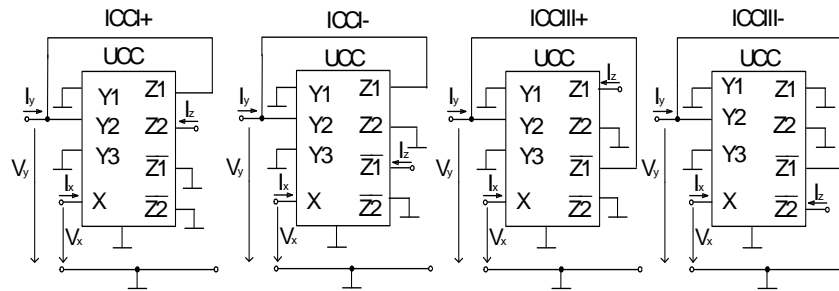 ICCI+
UCC
Y1
Y2
Y3
X
Z1
Z2
Z1
Z2
Iy
Iz
Ix
Vy
Vx
ICCI-
UCC
Y1
Y2
Y3
X
Z1
Z2
Z1
Z2
Iy
Iz
Ix
Vy
Vx
ICCIII+
UCC
Y1
Y2
Y3
X
Z1
Z2
Z1
Z2
Iy
Iz
Ix
Vy
Vx
ICCIII-
UCC
Y1
Y2
Y3
X
Z1
Z2
Z1
Z2
Iy
Iz
Ix
Vy
Vx